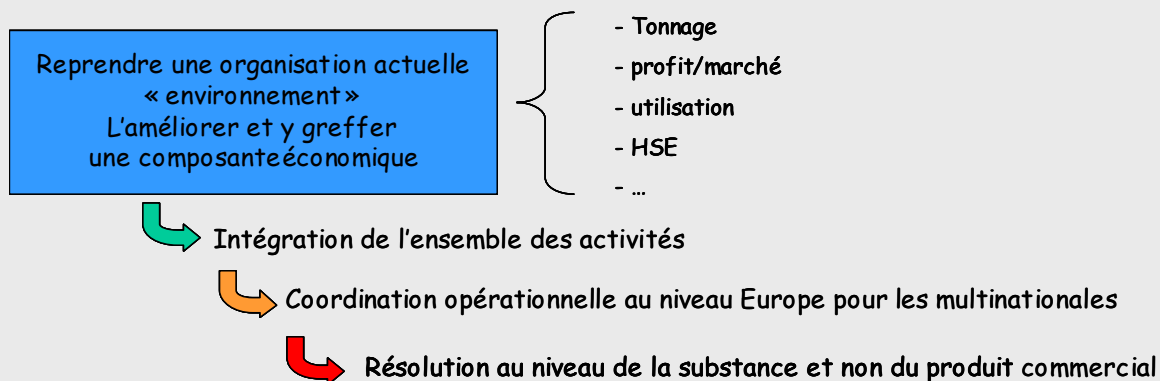 Reprendre une organisation actuelle
« environnement »
L'améliorer et y greffer
une composante économique
- Tonnage
- profit/marché
- utilisation
- HSE
- ...
Intégration de l'ensemble des activités
Coordination opérationnelle au niveau Europe pour les multinationales
Résolution au niveau de la substance et non du produit commercial